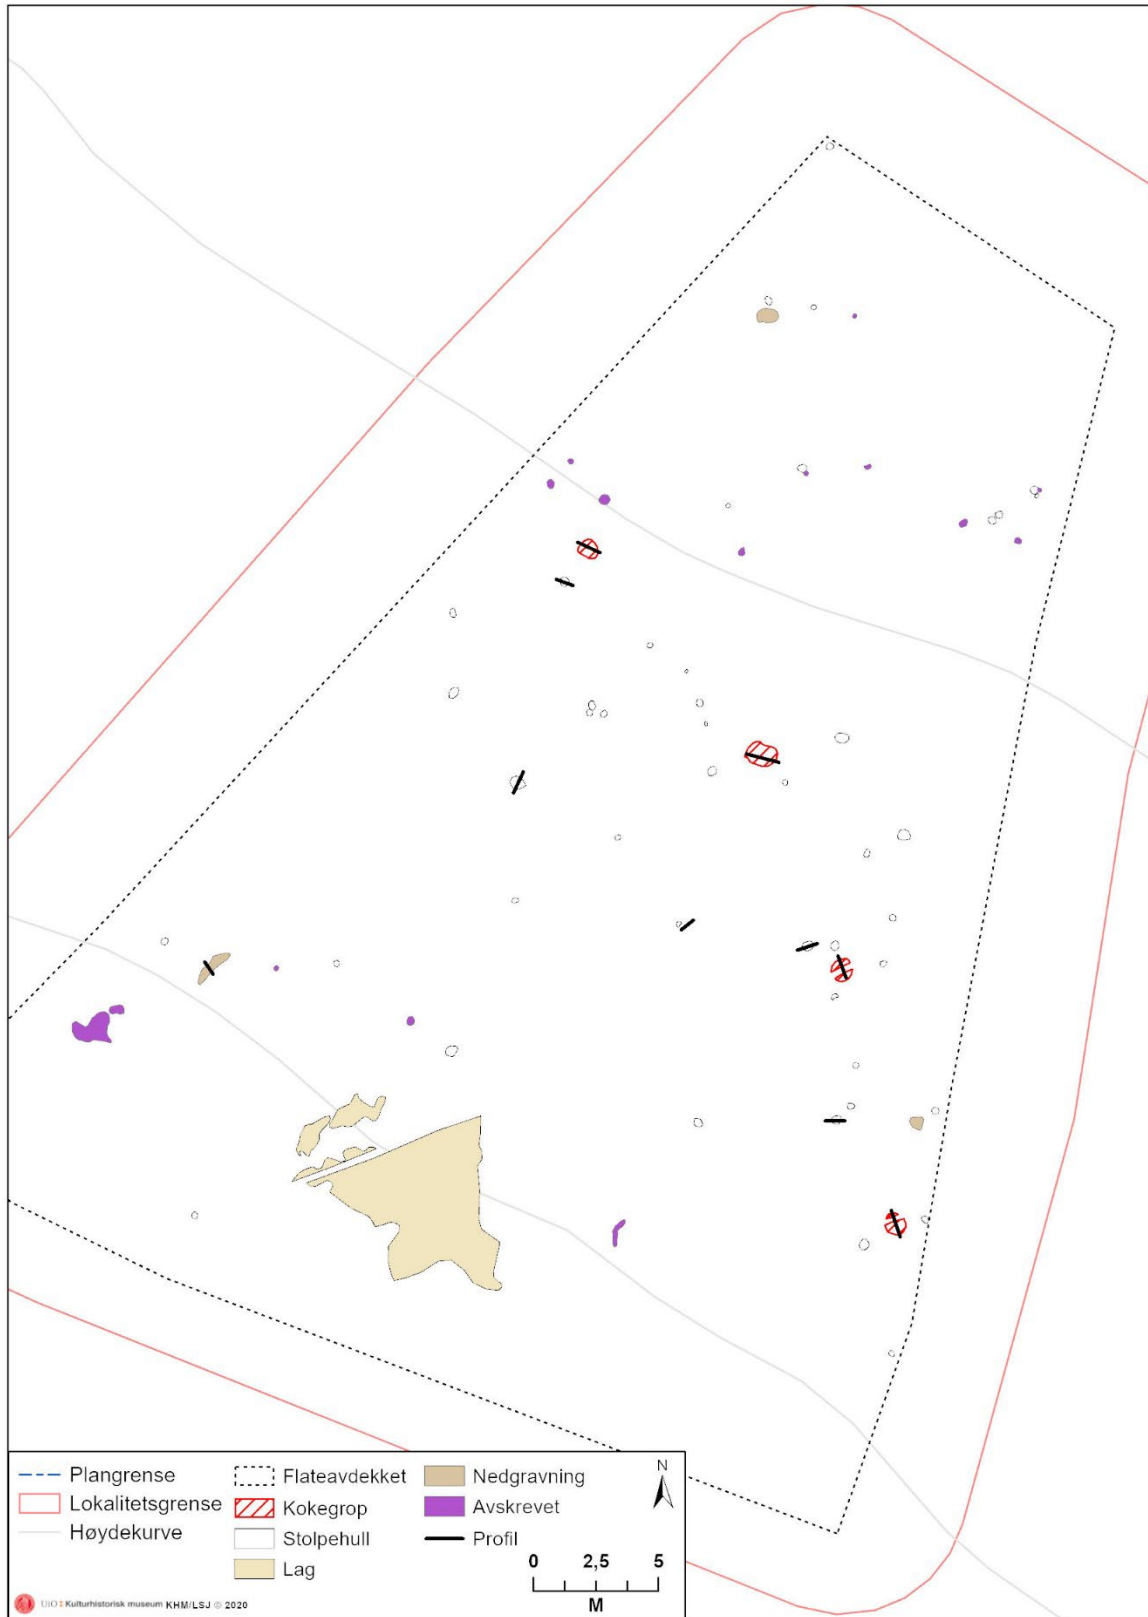 Plangrense
Lokalitetsgrense
Høydekurve
Flateavdekket
Kokegrop
Stolpehull
Lag
Nedgravning
Avskrevet
Profil
N
0 2,5 5
M
UiO Kulturhistorisk museum KHM/LSJ © 2020